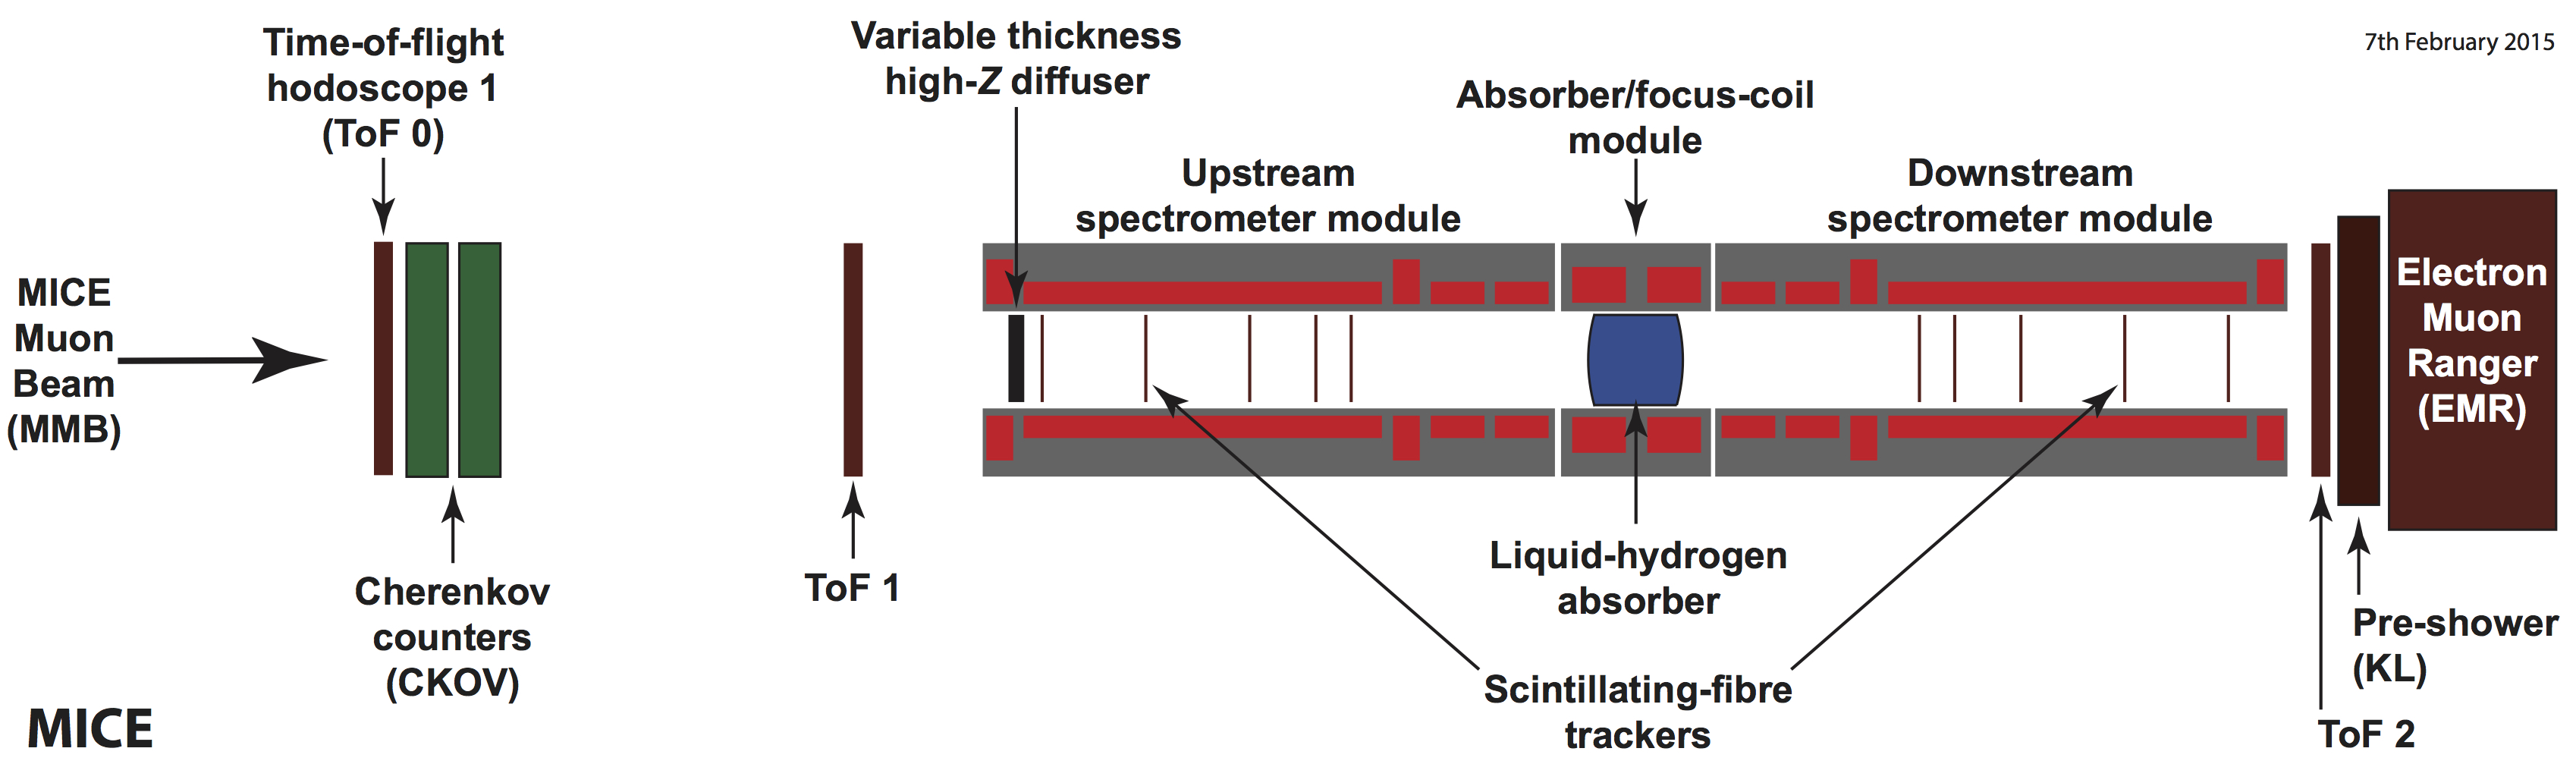 7th February 2015
Time-of-flight
hodoscope 1
(ToF 0)
Variable thickness
high-Z diffuser
Absorber/focus-coil
module
Upstream
spectrometer module
Downstream
spectrometer module
MICE
Muon
Beam
(MMB)
Electron
Muon
Ranger
(EMR)
Cherenkov
counters
(CKOV)
ToF 1
Liquid-hydrogen
absorber
Scintillating-fibre
trackers
Pre-shower
(KL)
ToF 2
MICE